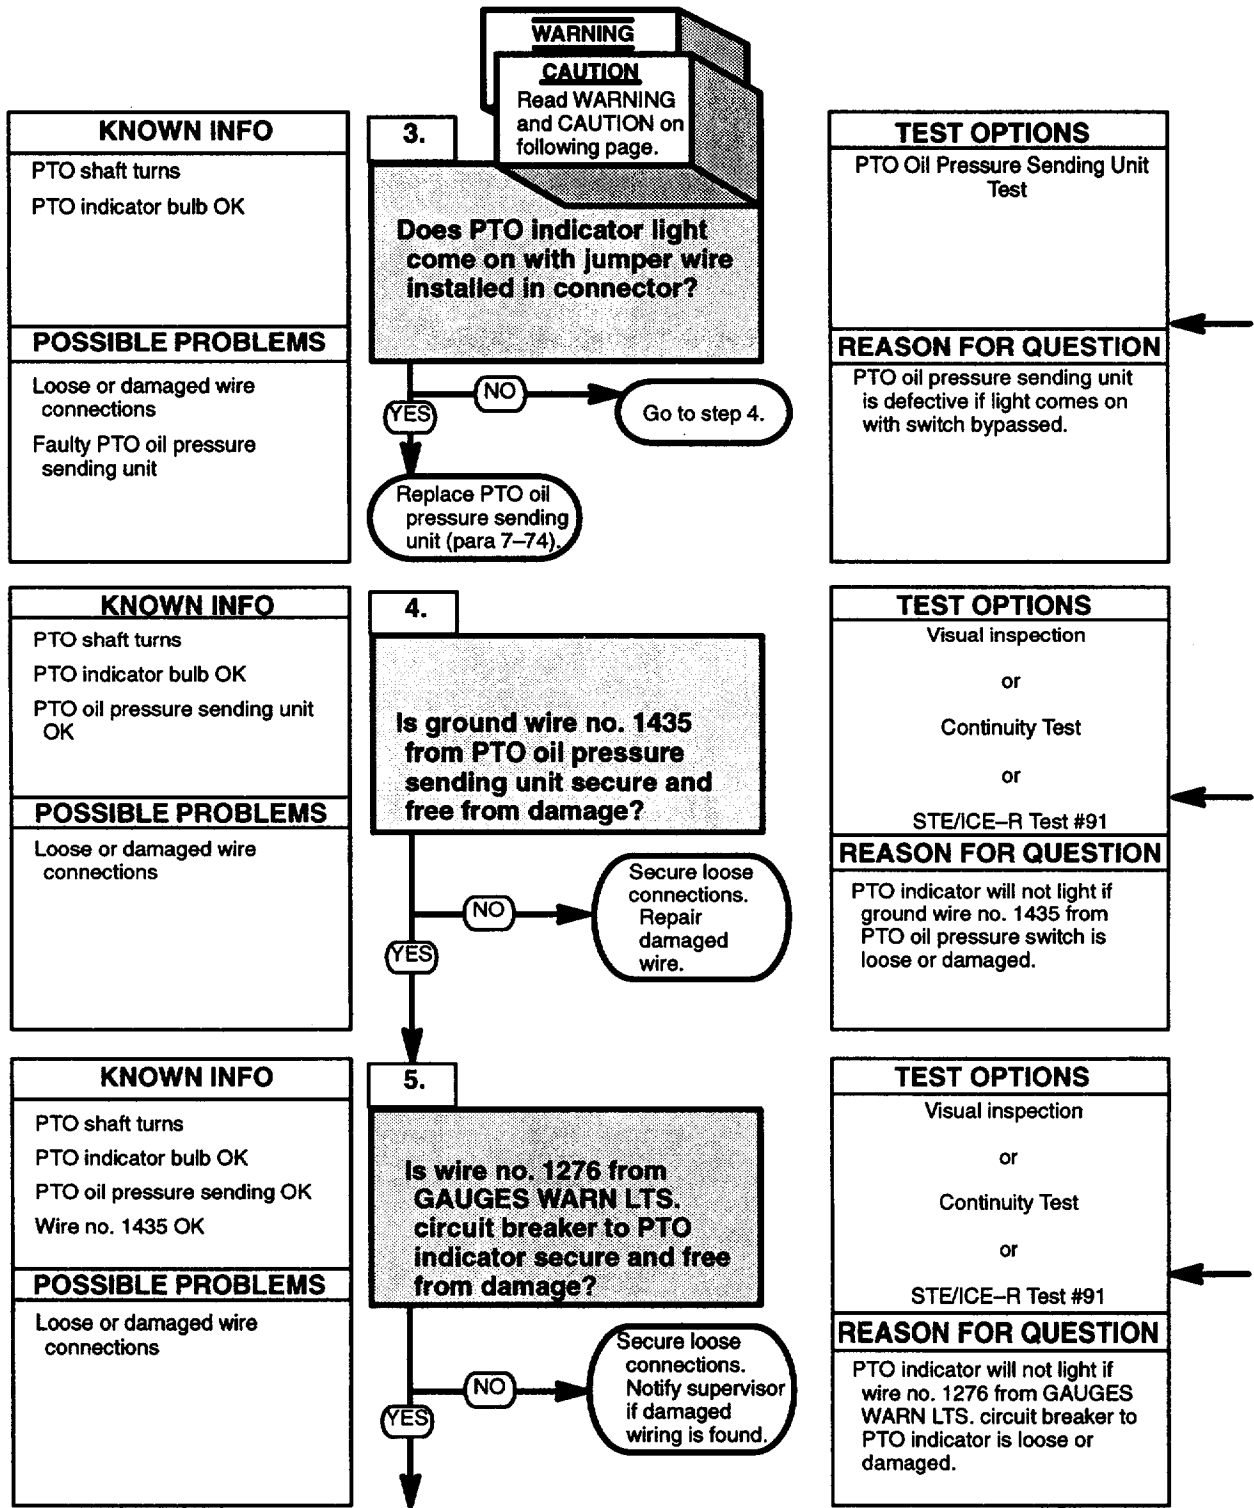 WARNING
CAUTION
Read WARNING
and CAUTION on
following page.
KNOWN INFO
PTO shaft turns
PTO indicator bulb OK
POSSIBLE PROBLEMS
Loose or damaged wire
connections
Faulty PTO oil pressure
sending unit
3.
Does PTO indicator light
come on with jumper wire
installed in connector?
NO
Go to step 4.
YES
Replace PTO oil
pressure sending
unit (para 7–74).
TEST OPTIONS
PTO Oil Pressure Sending Unit
Test
REASON FOR QUESTION
PTO oil pressure sending unit
is defective if light comes on
with switch bypassed.
KNOWN INFO
PTO shaft turns
PTO indicator bulb OK
PTO oil pressure sending unit
OK
POSSIBLE PROBLEMS
Loose or damaged wire
connections
4.
Is ground wire no. 1435
from PTO oil pressure
sending unit secure and
free from damage?
NO
Secure loose
connections.
Repair
damaged
wire.
YES
TEST OPTIONS
Visual inspection
or
Continuity Test
or
STE/ICE–R Test #91
REASON FOR QUESTION
PTO indicator will not light if
ground wire no. 1435 from
PTO oil pressure switch is
loose or damaged.
KNOWN INFO
PTO shaft turns
PTO indicator bulb OK
PTO oil pressure sending OK
Wire no. 1435 OK
POSSIBLE PROBLEMS
Loose or damaged wire
connections
5.
Is wire no. 1276 from
GAUGES WARN LTS.
circuit breaker to PTO
indicator secure and free
from damage?
NO
Secure loose
connections.
Notify supervisor
if damaged
wiring is found.
YES
TEST OPTIONS
Visual inspection
or
Continuity Test
or
STE/ICE–R Test #91
REASON FOR QUESTION
PTO indicator will not light if
wire no. 1276 from GAUGES
WARN LTS. circuit breaker to
PTO indicator is loose or
damaged.